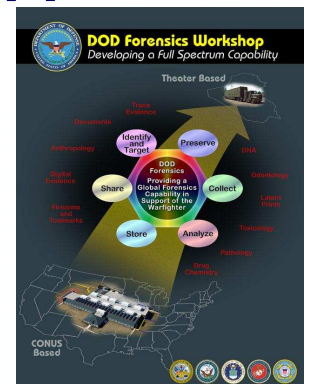 DOD Forensics Workshop
Developing a Full Spectrum Capability
Theater Based
Trace
Evidence
Documents
Identify
and
Target
Preserve
Anthropology
DNA
DOD
Forensics
Providing a
Global Forensics
Capability in
Support of the
Warfighter
Digital
Evidence
Share
Collect
Odontology
Latent
Prints
Firearms
and
Toolmarks
Store
Analyze
Toxicology
Pathology
Drug
Chemistry
CONUS
Based